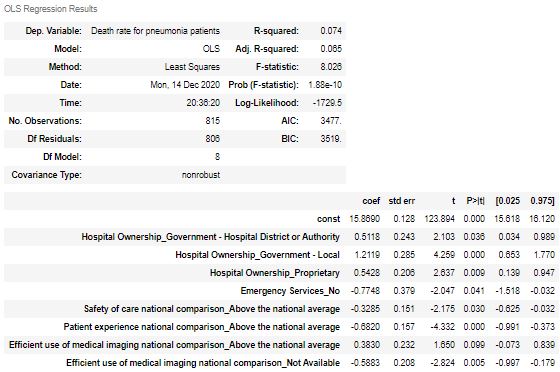 OLS Regression Results
Dep. Variable: Death rate for pneumonia patients R-squared: 0.074
Model: OLS Adj. R-squared: 0.065
Method: Least Squares F-statistic: 8.026
Date: Mon, 14 Dec 2020 Prob (F-statistic): 1.88e-10
Time: 20:36:20 Log-Likelihood: -1729.5
No. Observations: 815 AIC: 3477.
Df Residuals: 806 BIC: 3519.
Df Model: 8
Covariance Type: nonrobust
coef std err t P>|t| [0.025 0.975]
const 15.8690 0.128 123.894 0.000 15.618 16.120
Hospital Ownership_Government - Hospital District or Authority 0.5118 0.243 2.103 0.036 0.034 0.989
Hospital Ownership_Government - Local 1.2119 0.285 4.259 0.000 0.653 1.770
Hospital Ownership_Proprietary 0.5428 0.206 2.637 0.009 0.139 0.947
Emergency Services_No -0.7748 0.379 -2.047 0.041 -1.518 -0.032
Safety of care national comparison_Above the national average -0.3285 0.151 -2.175 0.030 -0.625 -0.032
Patient experience national comparison_Above the national average -0.6820 0.157 -4.332 0.000 -0.991 -0.373
Efficient use of medical imaging national comparison_Above the national average 0.3830 0.232 1.650 0.099 -0.073 0.839
Efficient use of medical imaging national comparison_Not Available -0.5883 0.208 -2.824 0.005 -0.997 -0.179